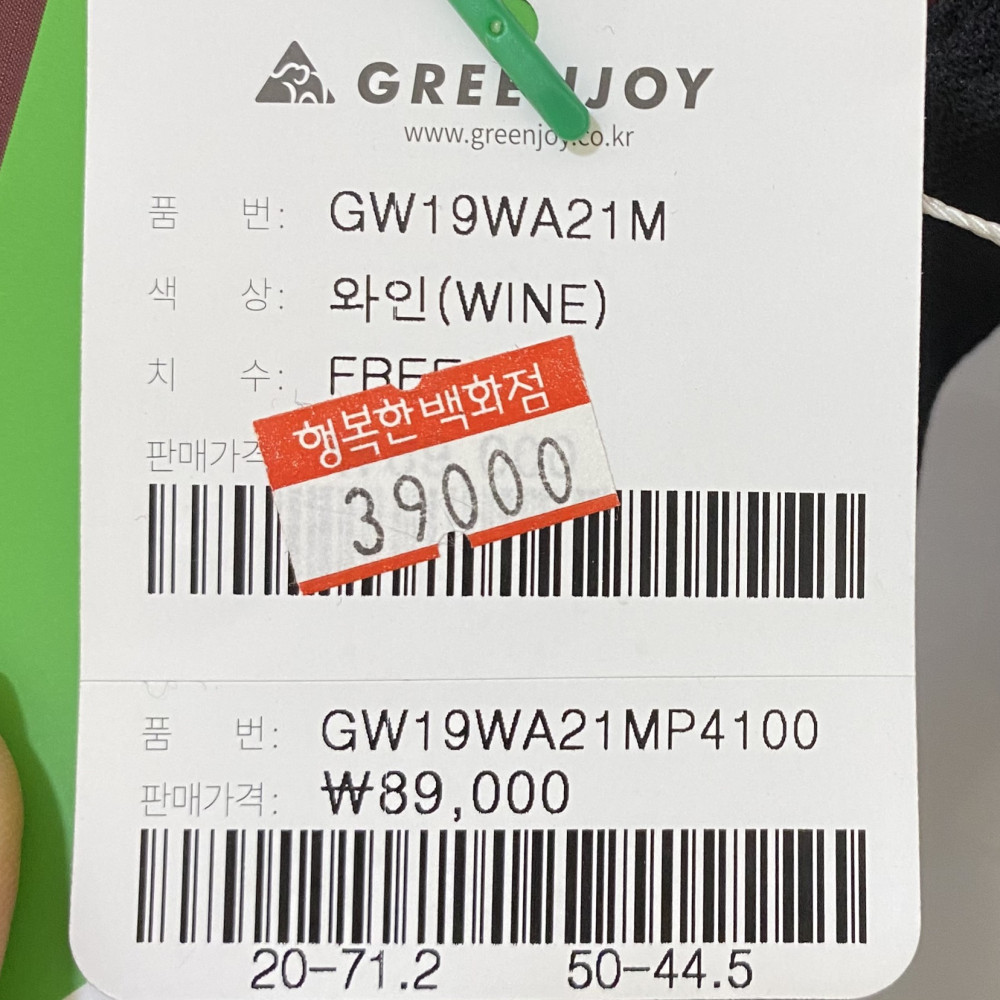 GREENJOY
www.greenjoy.co.kr
품 번: GW19WA21M
색 상: 와인(WINE)
치 수: FREE
행복한백화점
판매가격
39000
품 번: GW19WA21MP4100
판매가격: ₩89,000
20-71.2 50-44.5